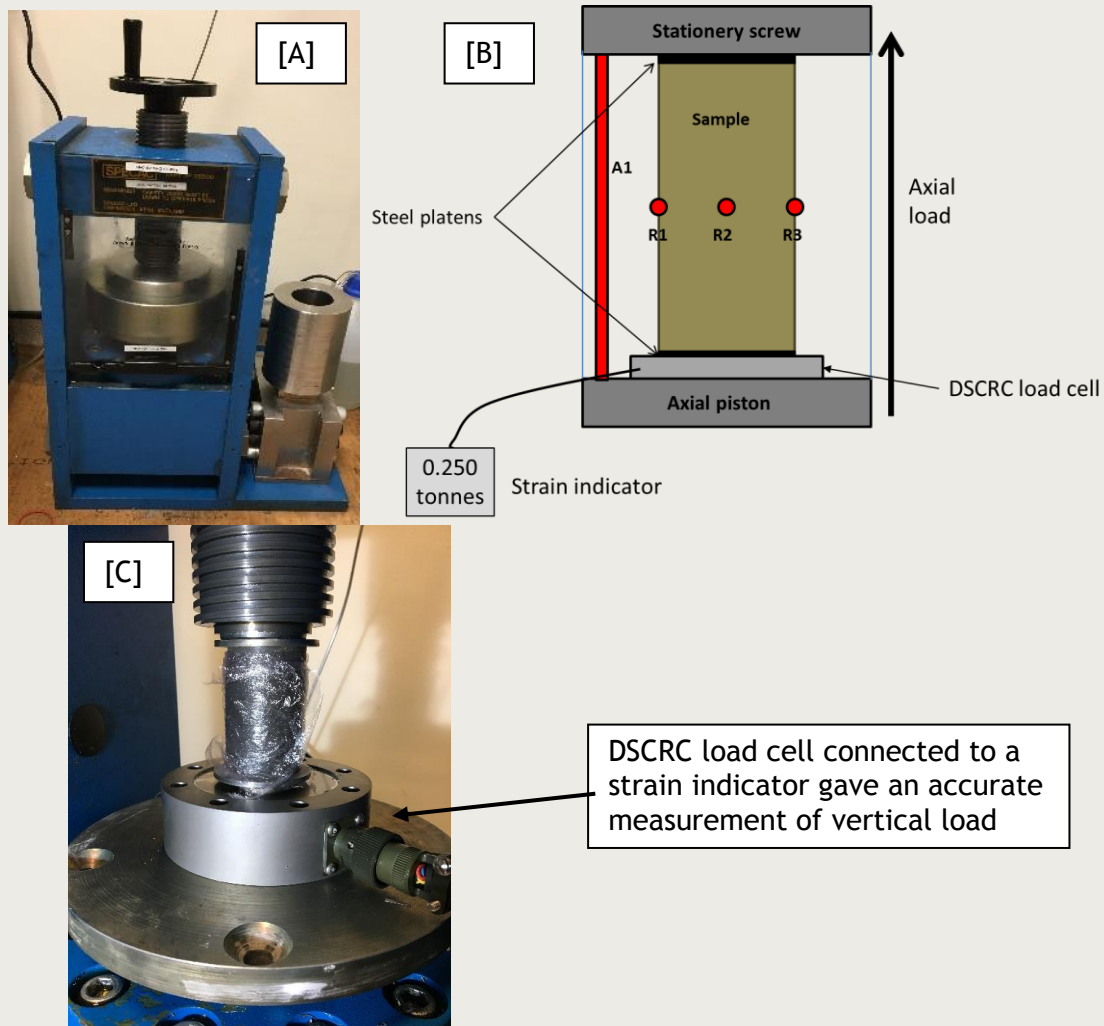 [A]
SPECAC
[B]
Stationery screw
Sample
A1
Axial
load
Steel platens
R1
R2
R3
DSCRC load cell
Axial piston
0.250
tonnes
Strain indicator
[C]
DSCRC load cell connected to a
strain indicator gave an accurate
measurement of vertical load